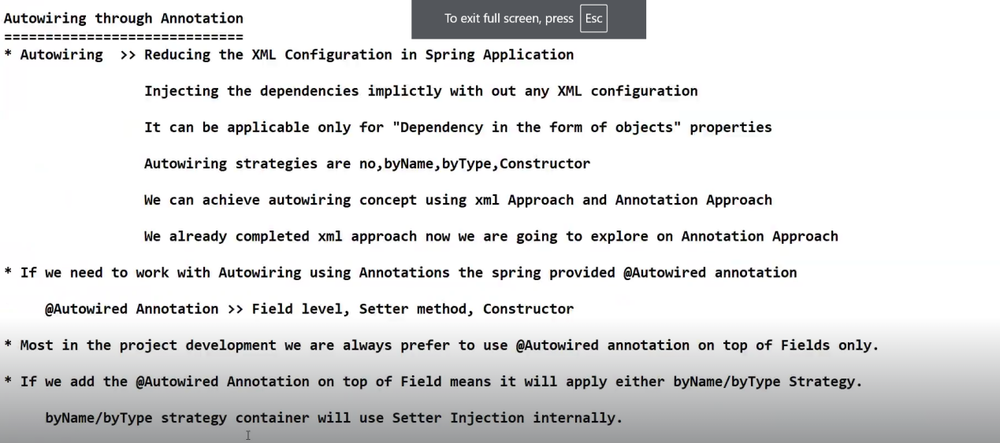 Autowiring through Annotation
To exit full screen, press Esc
=============================
* Autowiring >> Reducing the XML Configuration in Spring Application
Injecting the dependencies implictly with out any XML configuration
It can be applicable only for "Dependency in the form of objects" properties
Autowiring strategies are no,byName,byType,Constructor
We can achieve autowiring concept using xml Approach and Annotation Approach
We already completed xml approach now we are going to explore on Annotation Approach
* If we need to work with Autowiring using Annotations the spring provided @Autowired annotation
@Autowired Annotation >> Field level, Setter method, Constructor
* Most in the project development we are always prefer to use @Autowired annotation on top of Fields only.
* If we add the @Autowired Annotation on top of Field means it will apply either byName/byType Strategy.
byName/byType strategy container will use Setter Injection internally.